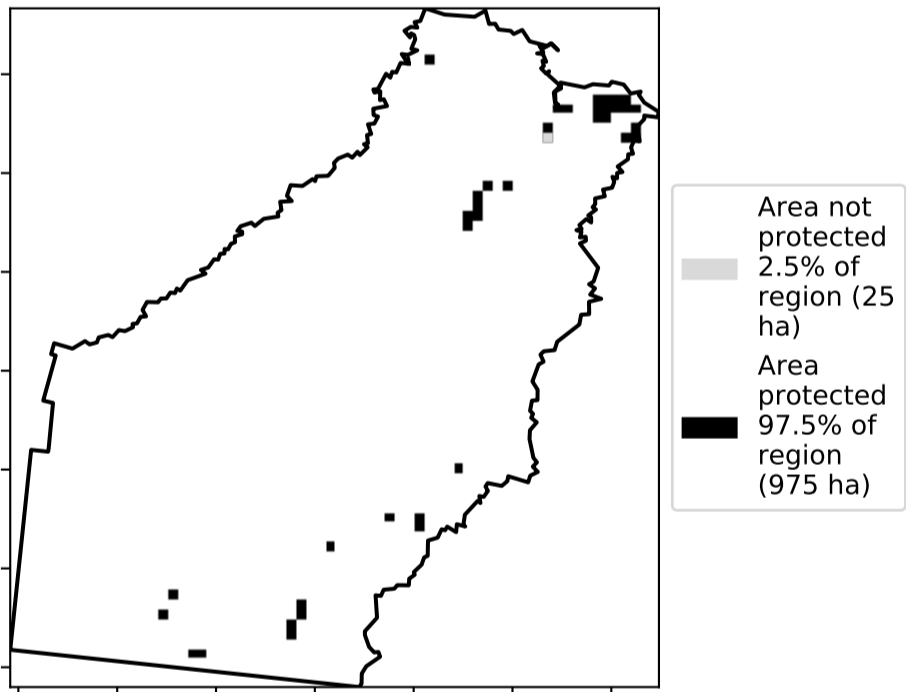 Area not
protected
2.5% of
region (25
ha)
Area
protected
97.5% of
region
(975 ha)